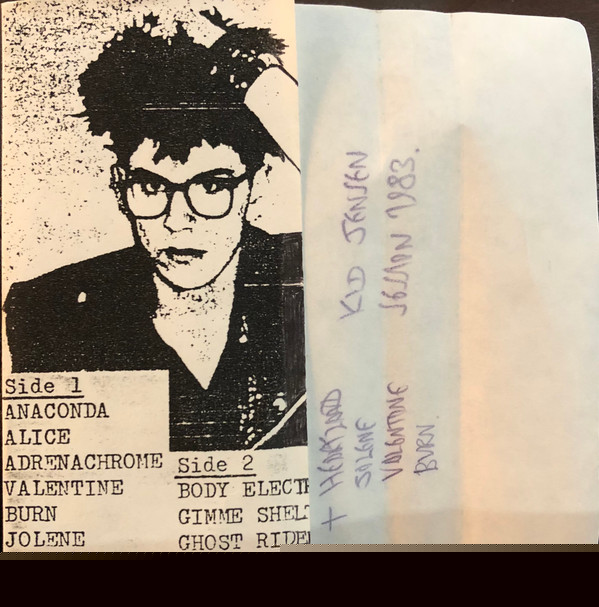 Side 1
ANACONDA
ALICE
ADRENACHROME
VALENTINE
BURN
JOLENE
Side 2
BODY ELECT
GIMME SHEL
GHOST RIDE
KID JENSEN
SESSION 1983.
+ HEARTLAND
JOLENE
VALENTINE
BURN.